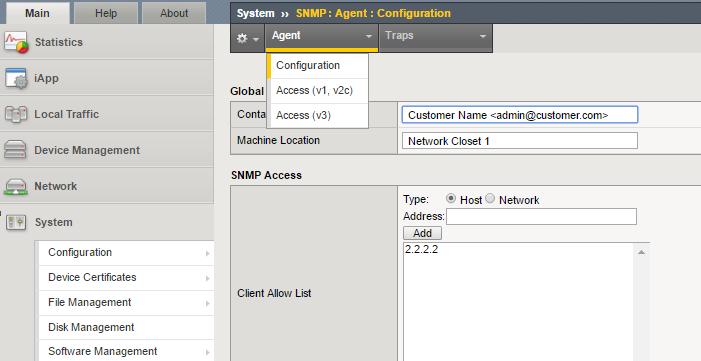 Main Help About
System ›› SNMP : Agent : Configuration
Agent Traps
Statistics
iApp
Local Traffic
Device Management
Network
System
Configuration
Device Certificates
File Management
Disk Management
Software Management
Configuration
Access (v1, v2c)
Access (v3)
Global
Conta
Customer Name <admin@customer.com>
Machine Location
Network Closet 1
SNMP Access
Type: Host Network
Address:
Add
2.2.2.2
Client Allow List